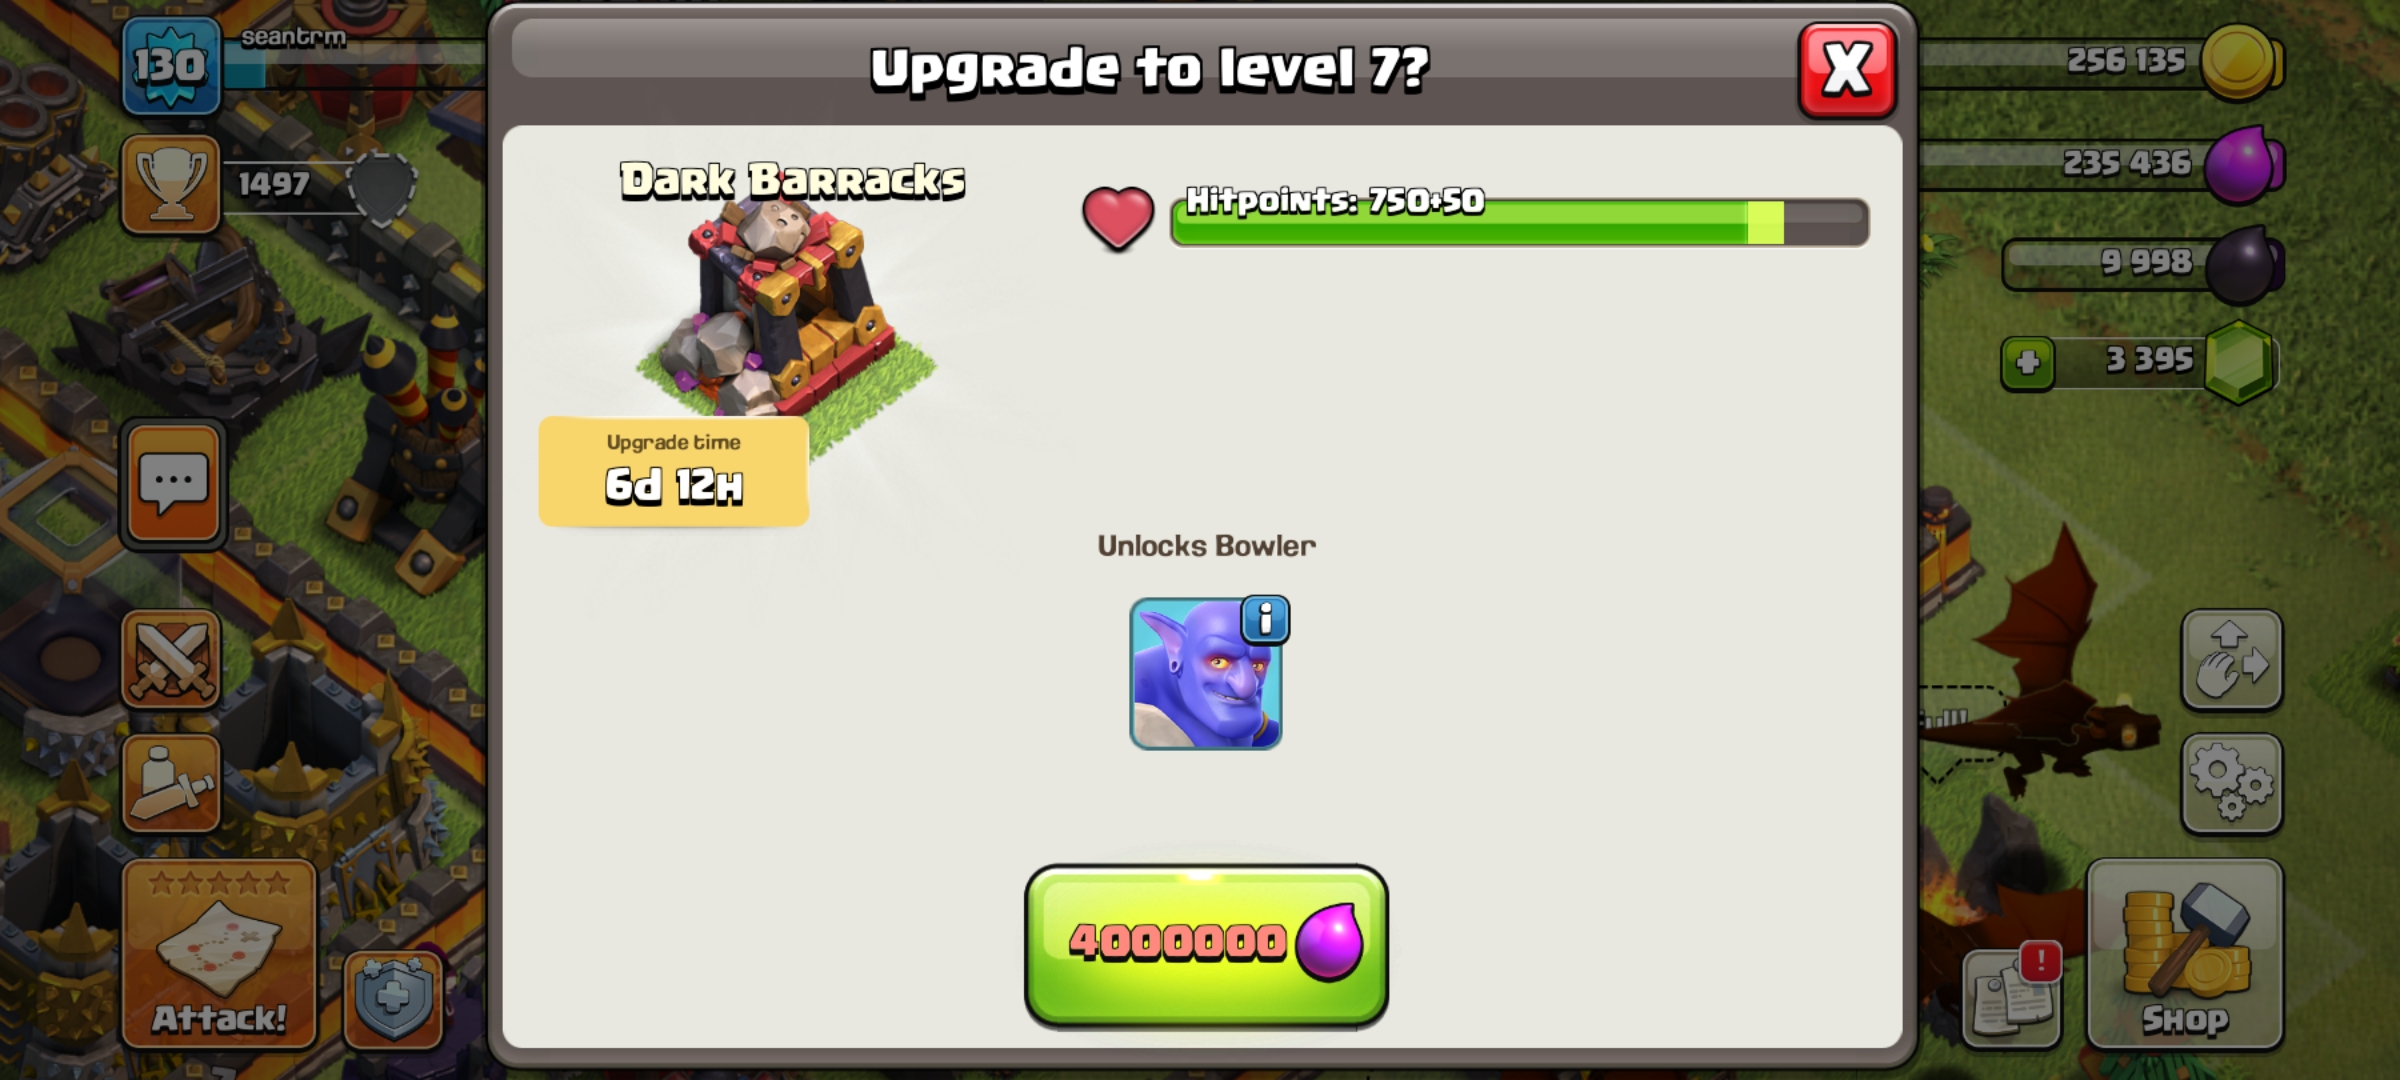 130
seantrm
Upgrade to level 7?
X
256 135
1497
Dark Barracks
Hitpoints: 750+50
235 436
9 998
3 395
Upgrade time
6d 12H
Unlocks Bowler
i
4000000
Attack!
!
Shop